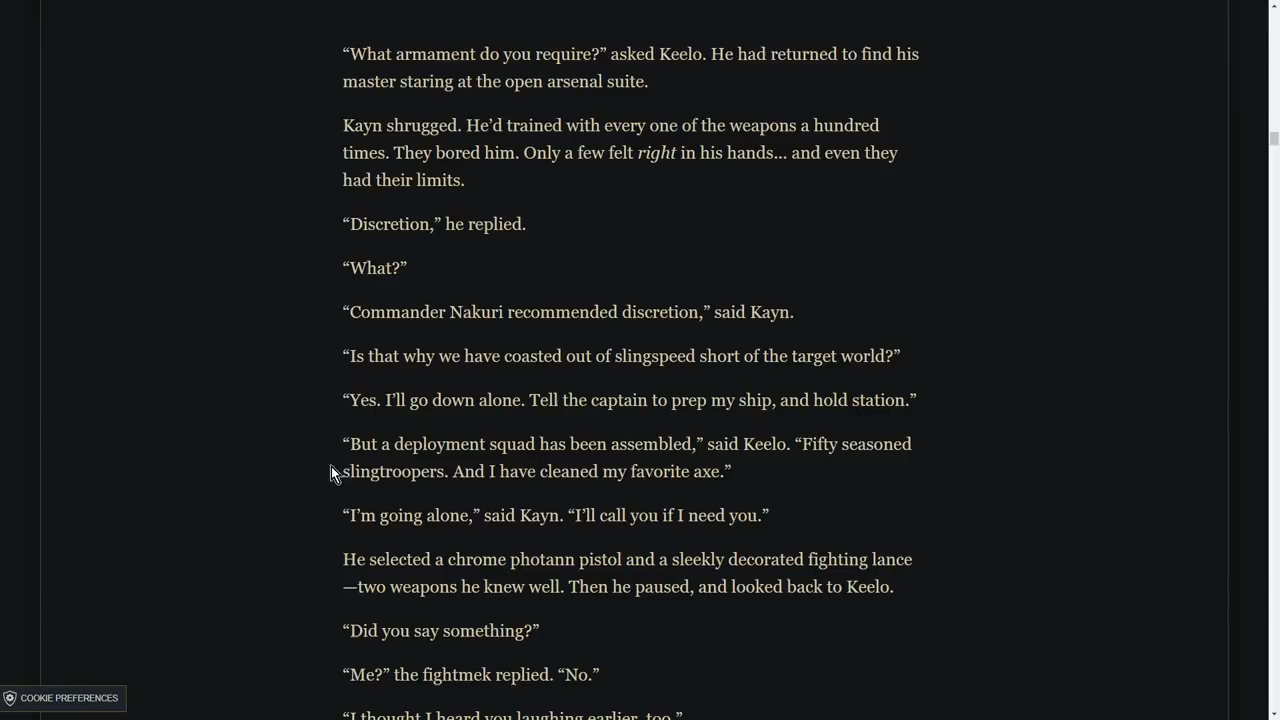 “What armament do you require?” asked Keelo. He had returned to find his
master staring at the open arsenal suite.
Kayn shrugged. He’d trained with every one of the weapons a hundred
times. They bored him. Only a few felt right in his hands... and even they
had their limits.
“Discretion,” he replied.
“What?”
“Commander Nakuri recommended discretion,” said Kayn.
“Is that why we have coasted out of slingspeed short of the target world?”
“Yes. I’ll go down alone. Tell the captain to prep my ship, and hold station.”
“But a deployment squad has been assembled,” said Keelo. “Fifty seasoned
slingtroopers. And I have cleaned my favorite axe.”
“I’m going alone,” said Kayn. “I’ll call you if I need you.”
He selected a chrome photann pistol and a sleekly decorated fighting lance
—two weapons he knew well. Then he paused, and looked back to Keelo.
“Did you say something?”
“Me?” the fightmek replied. “No.”
COOKIE PREFERENCES
“I thought I heard you laughing earlier, too.”